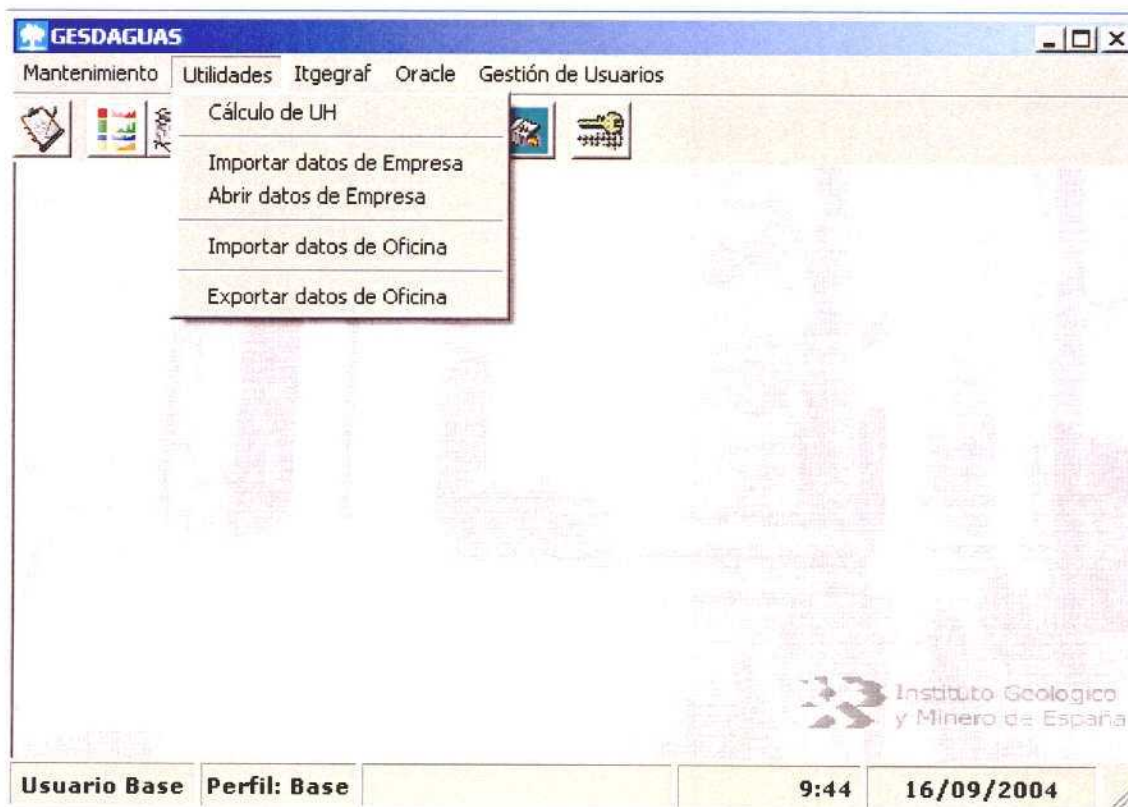 GESDAGUAS
Mantenimiento Utilidades Itgegraf Oracle Gestión de Usuarios
Cálculo de UH
Importar datos de Empresa
Abrir datos de Empresa
Importar datos de Oficina
Exportar datos de Oficina
Instituto Geologico
y Minero de España
Usuario Base Perfil: Base 9:44 16/09/2004